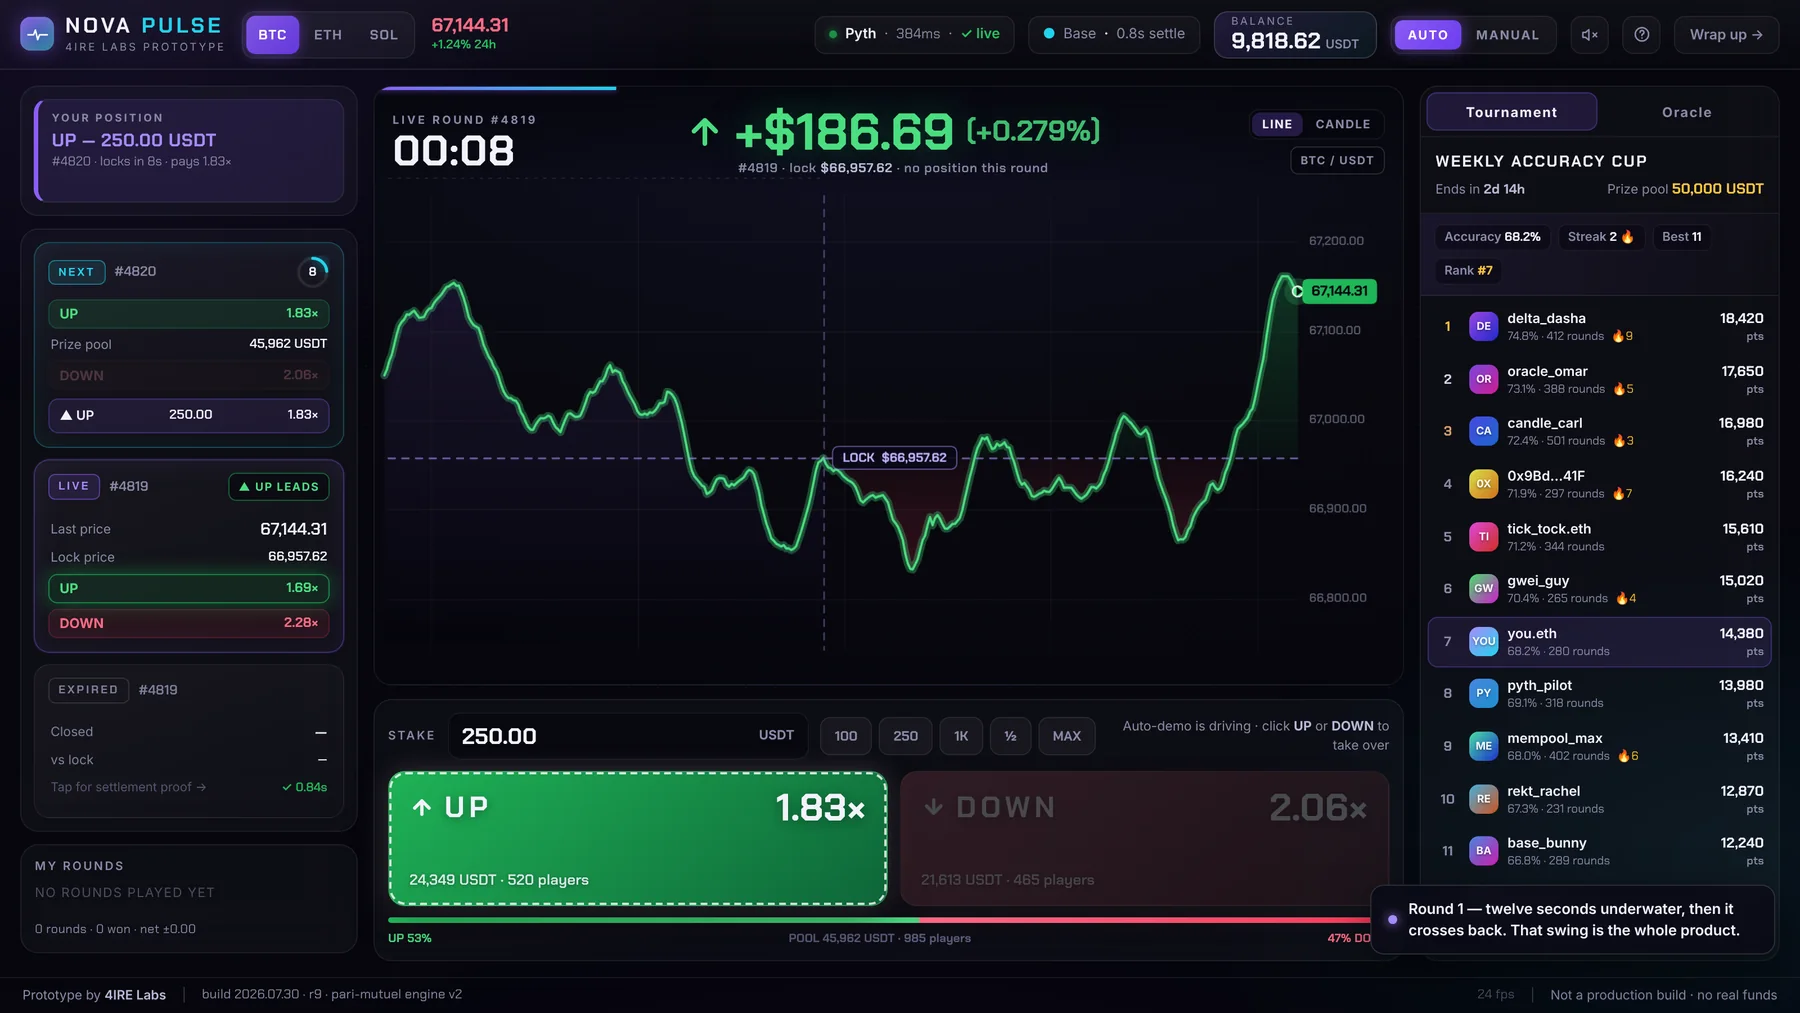 NOVA PULSE
4IRE LABS PROTOTYPE
BTC ETH SOL
67,144.31
+1.24% 24h
Pyth · 384ms · ✓ live
Base · 0.8s settle
BALANCE
9,818.62 USDT
AUTO MANUAL
Wrap up →
YOUR POSITION
UP — 250.00 USDT
#4820 · locks in 8s · pays 1.83×
NEXT #4820 8
UP 1.83×
Prize pool 45,962 USDT
DOWN 2.06×
▲ UP 250.00 1.83×
LIVE #4819 ▲ UP LEADS
Last price 67,144.31
Lock price 66,957.62
UP 1.69×
DOWN 2.28×
EXPIRED #4819
Closed —
vs lock —
Tap for settlement proof → ✓ 0.84s
MY ROUNDS
NO ROUNDS PLAYED YET
0 rounds · 0 won · net ±0.00
LIVE ROUND #4819
00:08
↑ +$186.69 (+0.279%)
#4819 · lock $66,957.62 · no position this round
LINE CANDLE
BTC / USDT
67,200.00
67,144.31
67,100.00
67,000.00
LOCK $66,957.62
66,900.00
66,800.00
STAKE 250.00 USDT
100 250 1K ½ MAX
Auto-demo is driving · click UP or DOWN to
take over
↑ UP 1.83×
24,349 USDT · 520 players
↓ DOWN 2.06×
21,613 USDT · 465 players
UP 53% POOL 45,962 USDT · 985 players 47% DO
Tournament Oracle
WEEKLY ACCURACY CUP
Ends in 2d 14h Prize pool 50,000 USDT
Accuracy 68.2% Streak 2 🔥 Best 11
Rank #7
1 DE delta_dasha 18,420
74.8% · 412 rounds 🔥9 pts
2 OR oracle_omar 17,650
73.1% · 388 rounds 🔥5 pts
3 CA candle_carl 16,980
72.4% · 501 rounds 🔥3 pts
4 0X 0x9Bd…41F 16,240
71.9% · 297 rounds 🔥7 pts
5 TI tick_tock.eth 15,610
71.2% · 344 rounds pts
6 GW gwei_guy 15,020
70.4% · 265 rounds 🔥4 pts
7 YOU you.eth 14,380
68.2% · 280 rounds pts
8 PY pyth_pilot 13,980
69.1% · 318 rounds pts
9 ME mempool_max 13,410
68.0% · 402 rounds 🔥6 pts
10 RE rekt_rachel 12,870
67.3% · 231 rounds pts
11 BA base_bunny 12,240
66.8% · 289 rounds pts
Round 1 — twelve seconds underwater, then it
crosses back. That swing is the whole product.
Prototype by 4IRE Labs
build 2026.07.30 · r9 · pari-mutuel engine v2
24 fps
Not a production build · no real funds